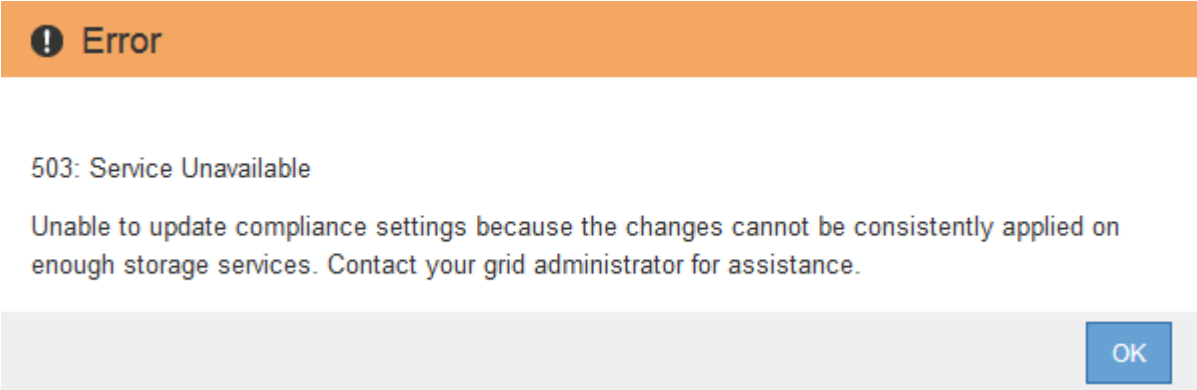 Error
503: Service Unavailable
Unable to update compliance settings because the changes cannot be consistently applied on
enough storage services. Contact your grid administrator for assistance.
OK